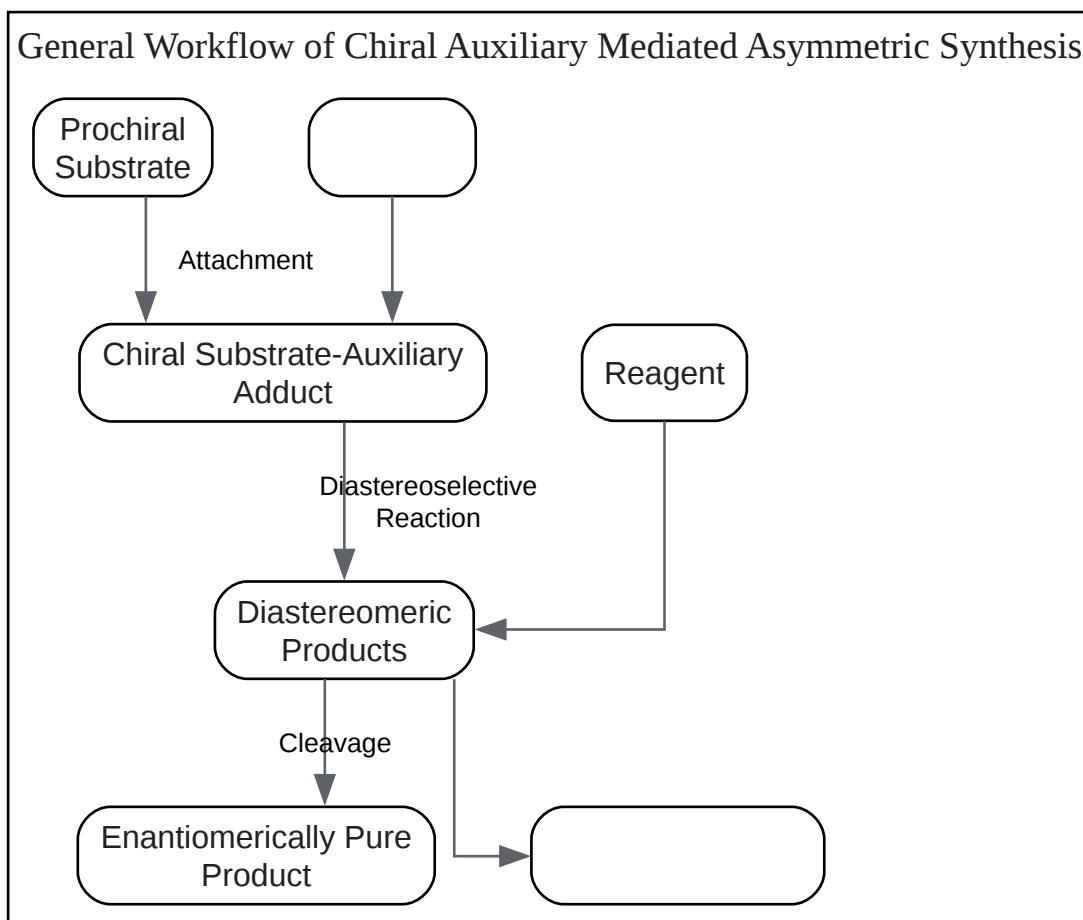 General Workflow of Chiral Auxiliary Mediated Asymmetric Synthesis
Prochiral
Substrate
Attachment
Chiral Substrate-Auxiliary
Adduct
Reagent
Diastereoselective
Reaction
Diastereomeric
Products
Cleavage
Enantiomerically Pure
Product